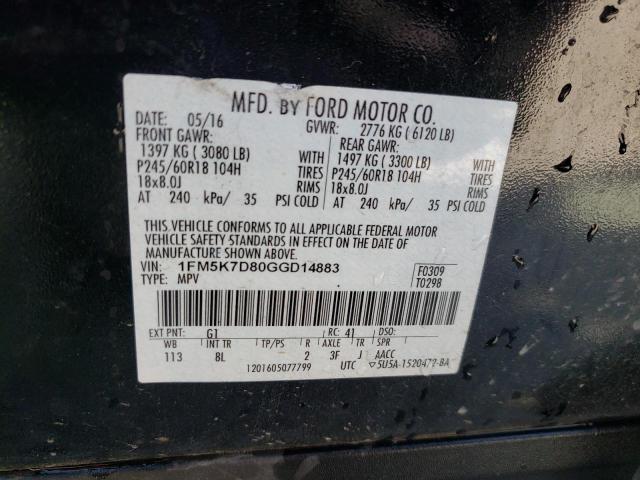 MFD. BY FORD MOTOR CO.
DATE: 05/16 GVWR: 2776 KG ( 6120 LB)
FRONT GAWR: REAR GAWR:
1397 KG ( 3080 LB) WITH 1497 KG ( 3300 LB) WITH
P245/60R18 104H TIRES P245/60R18 104H TIRES
18x8.0J RIMS 18x8.0J RIMS
AT 240 kPa/ 35 PSI COLD AT 240 kPa/ 35 PSI COLD
THIS VEHICLE CONFORMS TO ALL APPLICABLE FEDERAL MOTOR
VEHICLE SAFETY STANDARDS IN EFFECT ON THE DATE OF
MANUFACTURE SHOWN ABOVE.
VIN: 1FM5K7D80GGD14883 F0309
TYPE: MPV T0298
EXT PNT: G1 RC: 41 DSO:
WB INT TR TP/PS R AXLE TR SPR
113 8L 2 3F J AACC
1201605077799 UTC ▽5U5A-1520472-BA